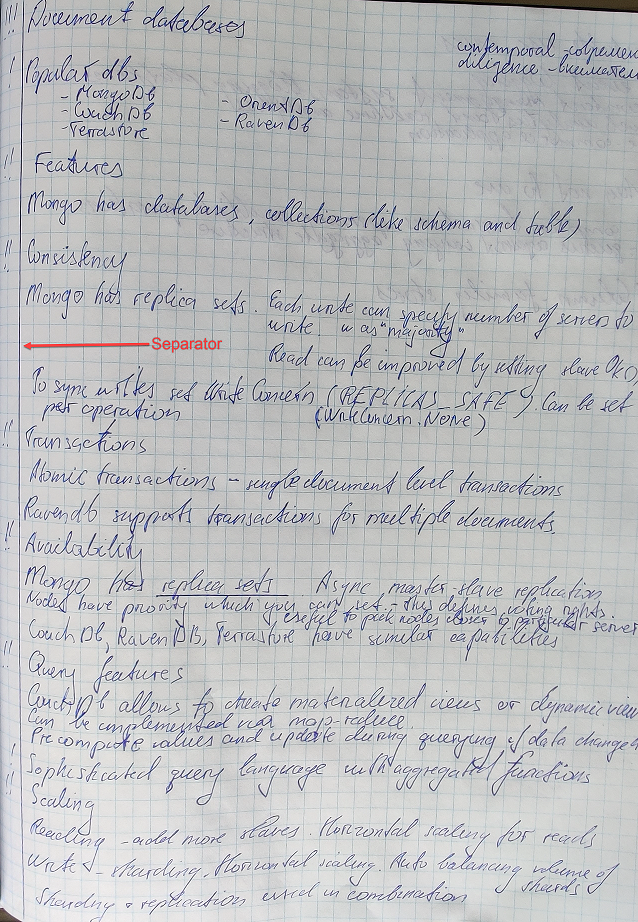 !!! Document databases
contemporal - современ
diligence - внимател
! Popular dbs
- MongoDb - OrientDb
- CouchDb - RavenDb
- Terrastore
!! Features
Mongo has databases, collections (like schema and table)
!! Consistency
Mongo has replica sets. Each write can specify number of servers to
write. w as "majority"
Separator
Read can be improved by setting slaveOk()
To sync writes set WriteConcern (REPLICAS_SAFE). Can be set
per operation (WriteConcern.None)
!! Transactions
Atomic transactions - single document level transactions
Ravendb supports transactions for multiple documents.
!! Availability
Mongo has replica sets Async master-slave replication
Nodes have priority which you can set - this defines voting rights.
Useful to pick nodes closer to particular server
CouchDb, RavenDB, Terrastore have similar capabilities
!! Query features
CouchDb allows to create materialized views or dynamic view
Can be implemented via map-reduce.
Precompute values and update during querying if data changed
! Sophisticated query language with aggregated functions
!! Scaling
Reading - add more slaves. Horizontal scaling for reads
Write - sharding. Horizontal scaling. Auto balancing volume of
shards
Sharding + replication used in combination